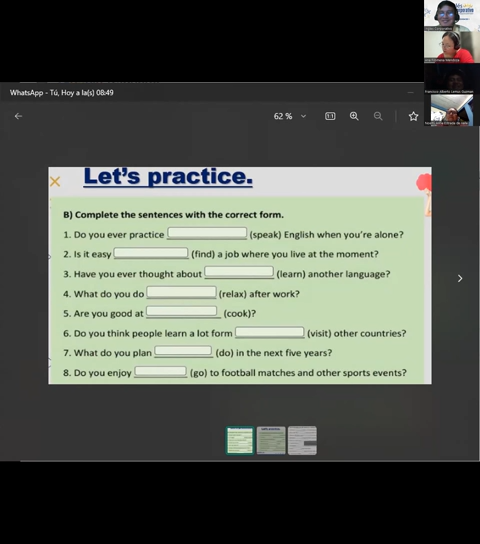 WhatsApp - Tú, Hoy a la(s) 08:49
62 %
Let's practice.
B) Complete the sentences with the correct form.
1. Do you ever practice (speak) English when you're alone?
2. Is it easy (find) a job where you live at the moment?
3. Have you ever thought about (learn) another language?
4. What do you do (relax) after work?
5. Are you good at (cook)?
6. Do you think people learn a lot form (visit) other countries?
7. What do you plan (do) in the next five years?
8. Do you enjoy (go) to football matches and other sports events?